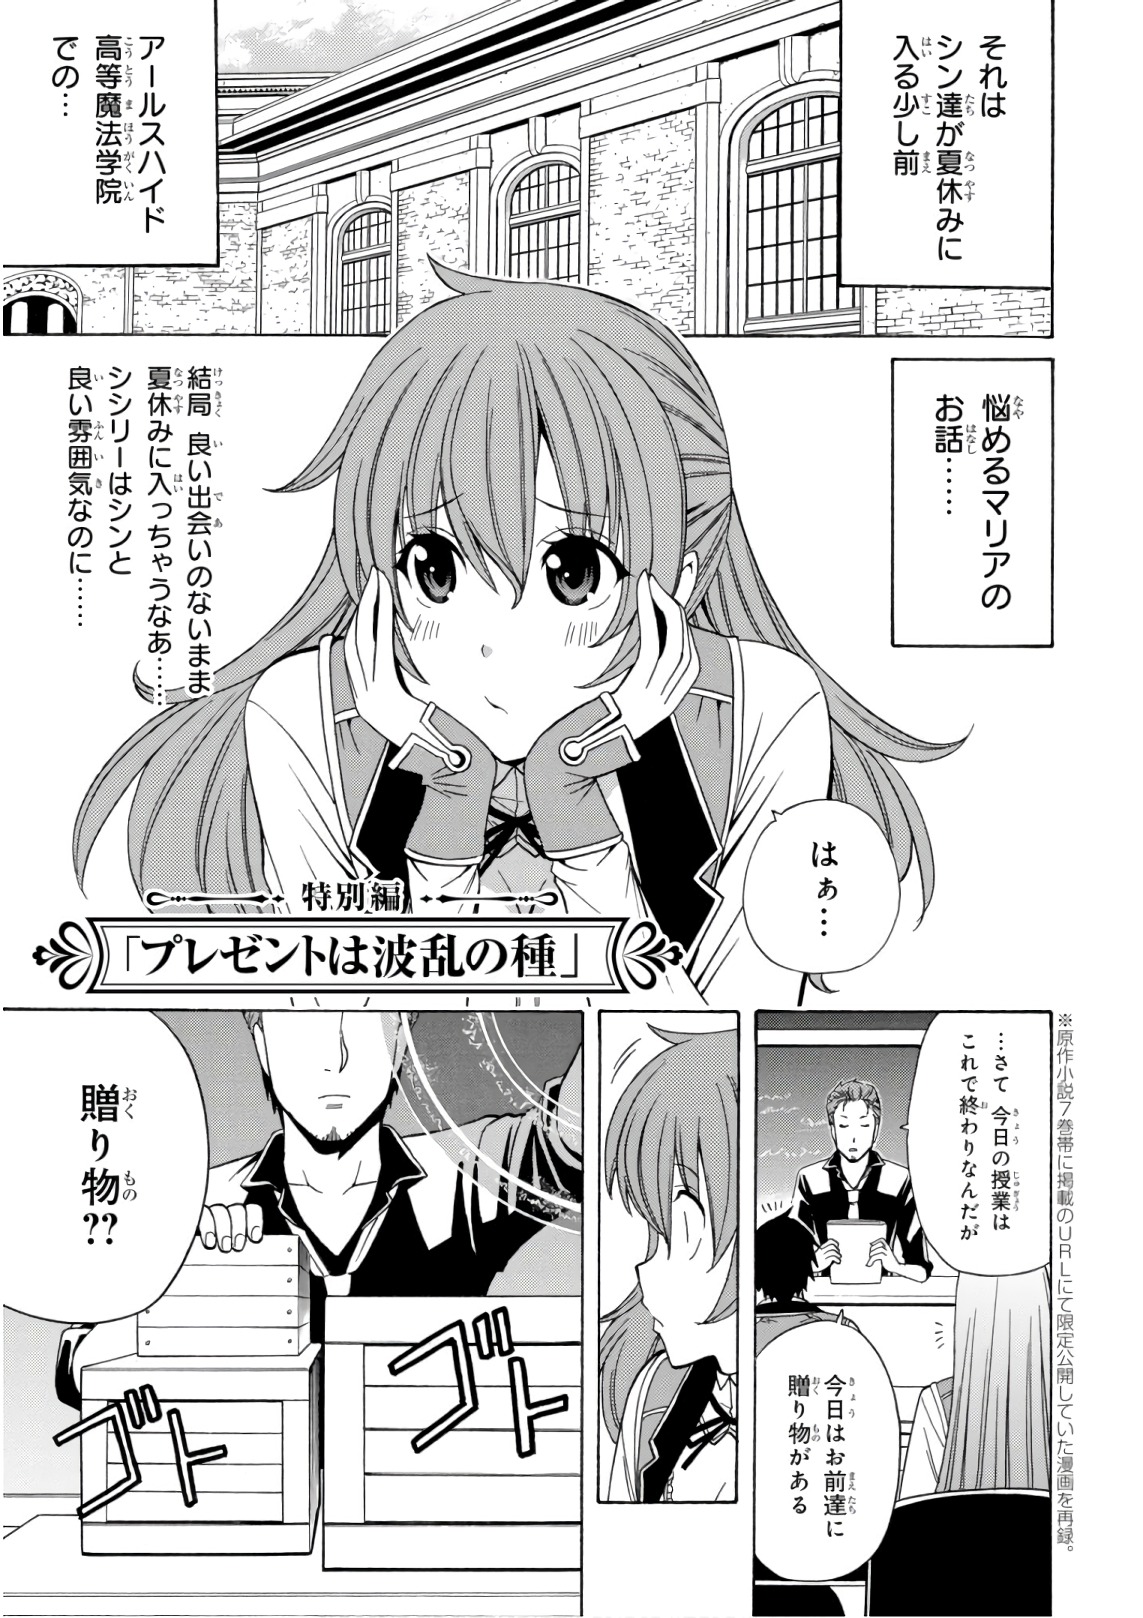 それは
シン達が夏休みに
入る少し前
アールスハイド
高等魔法学院
での…
悩めるマリアの
お話……
はぁ…
結局 良い出会いのないまま
夏休みに入っちゃうなあ……
シシリーはシンと
良い雰囲気なのに……
特別編
「プレゼントは波乱の種」
…さて 今日の授業は
これで終わりなんだが
今日はお前達に
贈り物がある
贈り物??
ゴト
ゴト
※原作小説7巻帯に掲載のURLにて限定公開していた漫画を再録。